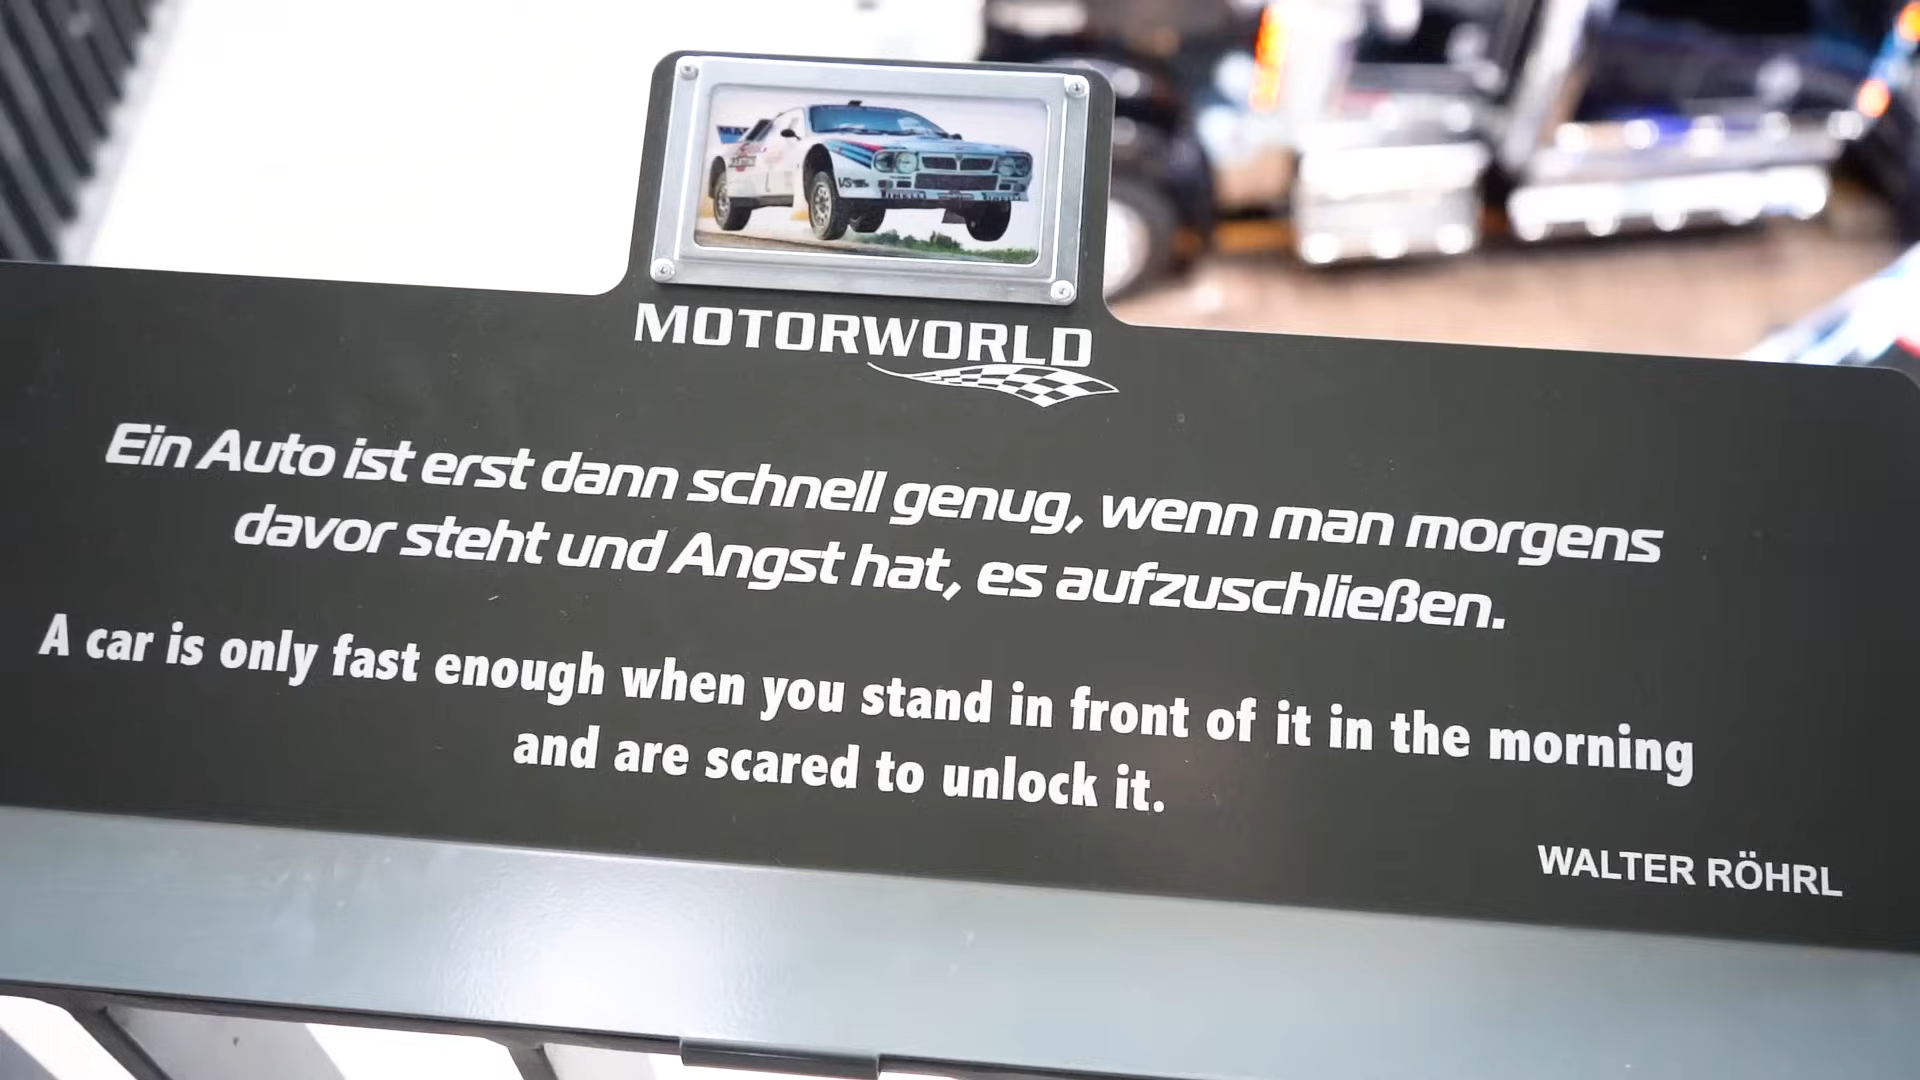 MOTORWORLD
Ein Auto ist erst dann schnell genug, wenn man morgens
davor steht und Angst hat, es aufzuschließen.
A car is only fast enough when you stand in front of it in the morning
and are scared to unlock it.
WALTER RÖHRL